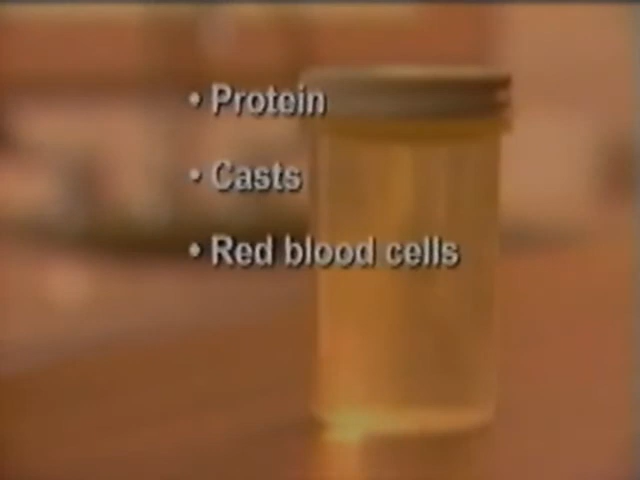 • Protein
• Casts
• Red blood cells